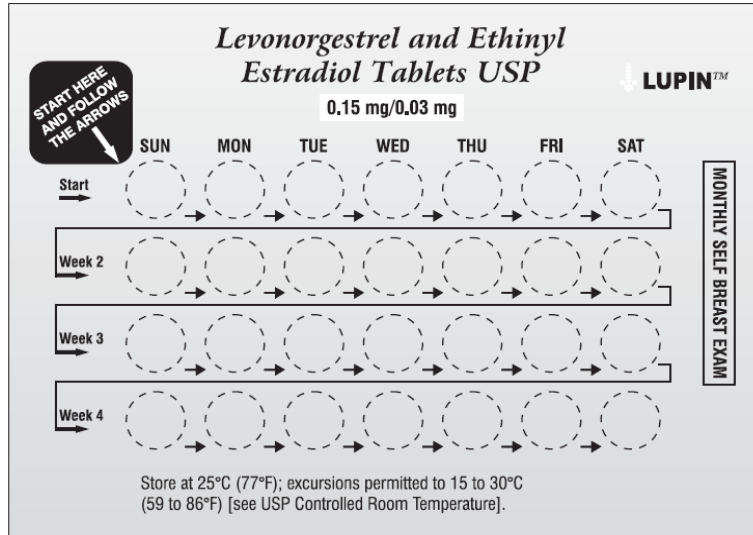 Levonorgestrel and Ethinyl
Estradiol Tablets USP
0.15 mg/0.03 mg
LUPIN™
START HERE
AND FOLLOW
THE ARROWS
SUN MON TUE WED THU FRI SAT
Start
Week 2
Week 3
Week 4
MONTHLY SELF BREAST EXAM
Store at 25°C (77°F); excursions permitted to 15 to 30°C
(59 to 86°F) [see USP Controlled Room Temperature].